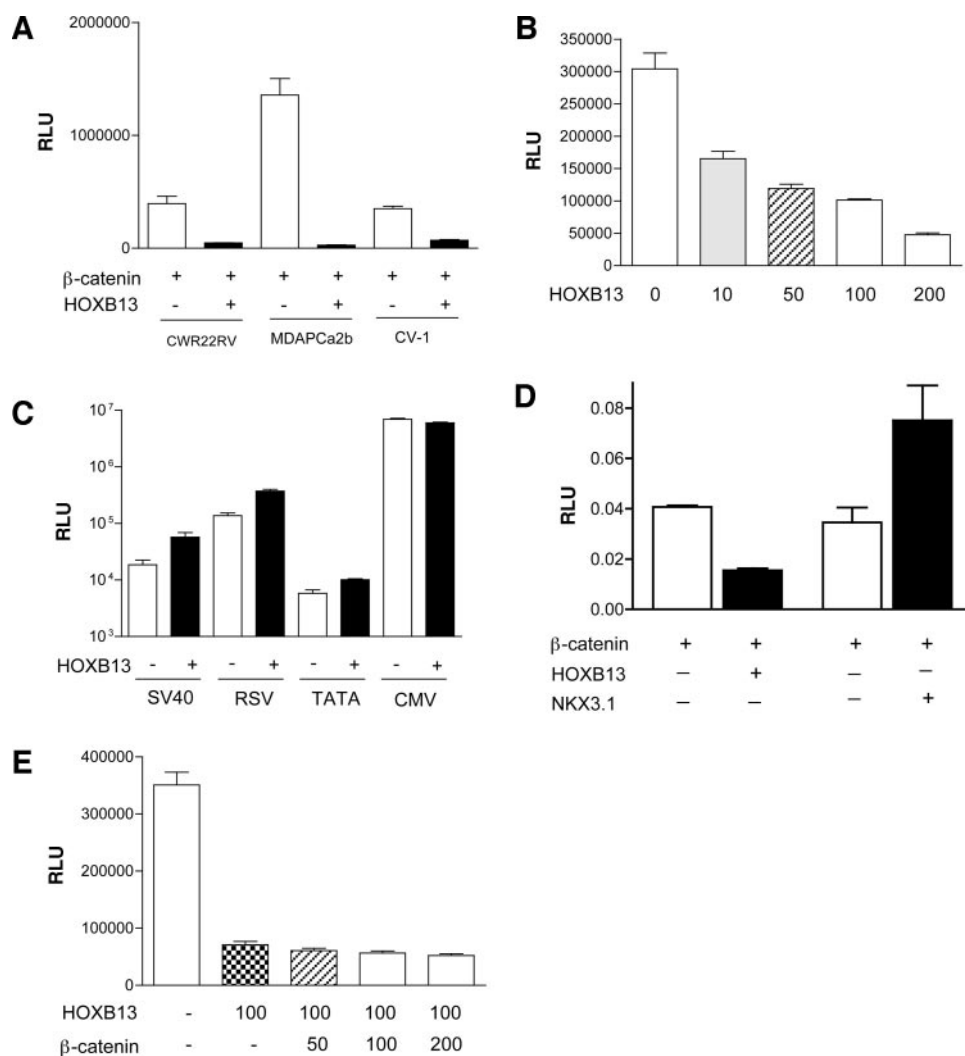 A
RLU
2000000
1000000
0
β-catenin + + + + + +
HOXB13 - + - + - +
CWR22RV MDAPCa2b CV-1
B
RLU
350000
300000
250000
200000
150000
100000
50000
0
HOXB13 0 10 50 100 200
C
RLU
10⁷
10⁶
10⁵
10⁴
10³
HOXB13 - + - + - + - +
SV40 RSV TATA CMV
D
RLU
0.08
0.06
0.04
0.02
0.00
β-catenin + + + +
HOXB13 – + – –
NKX3.1 – – – +
E
RLU
400000
300000
200000
100000
0
HOXB13 - 100 100 100 100
β-catenin - - 50 100 200